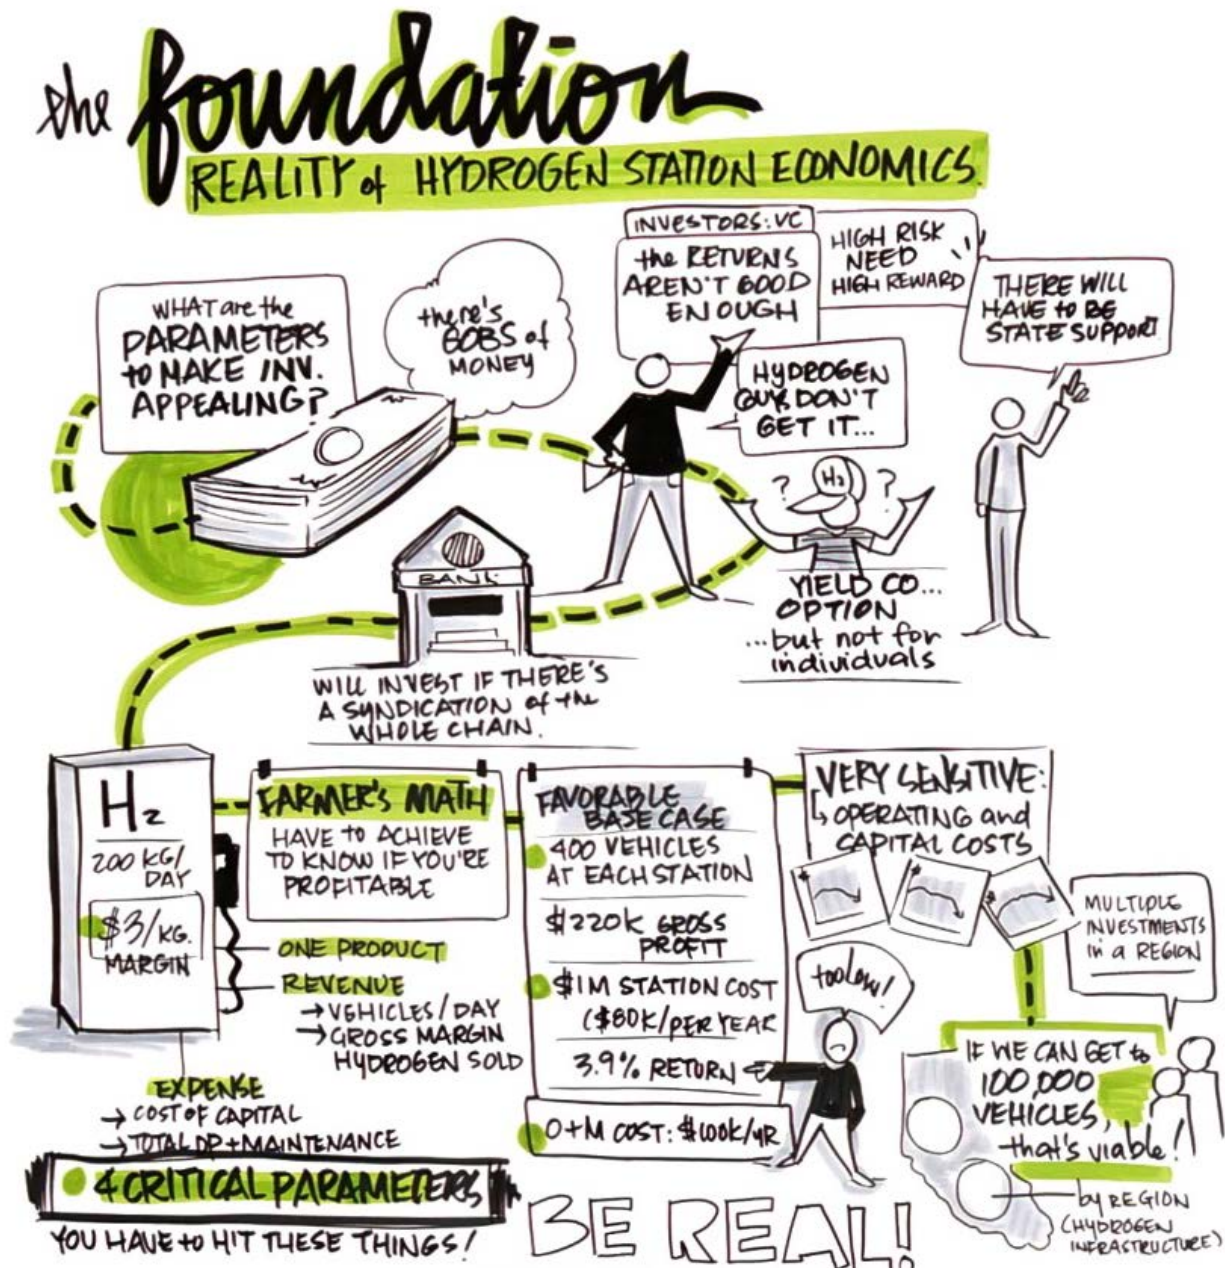 the foundation
REALITY of HYDROGEN STATION ECONOMICS.
WHAT are the
PARAMETERS
to MAKE INV.
APPEALING?
there's
GOBS of
MONEY
INVESTORS: VC
the RETURNS
AREN'T GOOD
ENOUGH
HIGH RISK
NEED
HIGH REWARD
THERE WILL
HAVE to BE
STATE SUPPORT
HYDROGEN
GUYS DON'T
GET IT...
? H2 ?
YIELD CO...
OPTION
...but not for
individuals
BANK
WILL INVEST IF THERE'S
A SYNDICATION of the
WHOLE CHAIN.
H2
200 KG/
DAY
$3/KG.
MARGIN
FARMER'S MATH
HAVE to ACHIEVE
TO KNOW IF YOU'RE
PROFITABLE
ONE PRODUCT
REVENUE
→ VEHICLES/DAY
→ GROSS MARGIN
HYDROGEN SOLD
EXPENSE
→ COST OF CAPITAL
→ TOTAL OP + MAINTENANCE
4 CRITICAL PARAMETERS
YOU HAVE to HIT THESE THINGS!
FAVORABLE
BASE CASE
400 VEHICLES
AT EACH STATION
$220K GROSS
PROFIT
$1M STATION COST
($80K/PER YEAR
3.9% RETURN
O+M COST: $100K/YR
too low!
BE REAL!
VERY SENSITIVE:
↳ OPERATING and
CAPITAL COSTS
$ $ $
MULTIPLE
INVESTMENTS
in a REGION
IF WE CAN GET to
100,000
VEHICLES,
that's viable!
by REGION
(HYDROGEN
INFRASTRUCTURE)